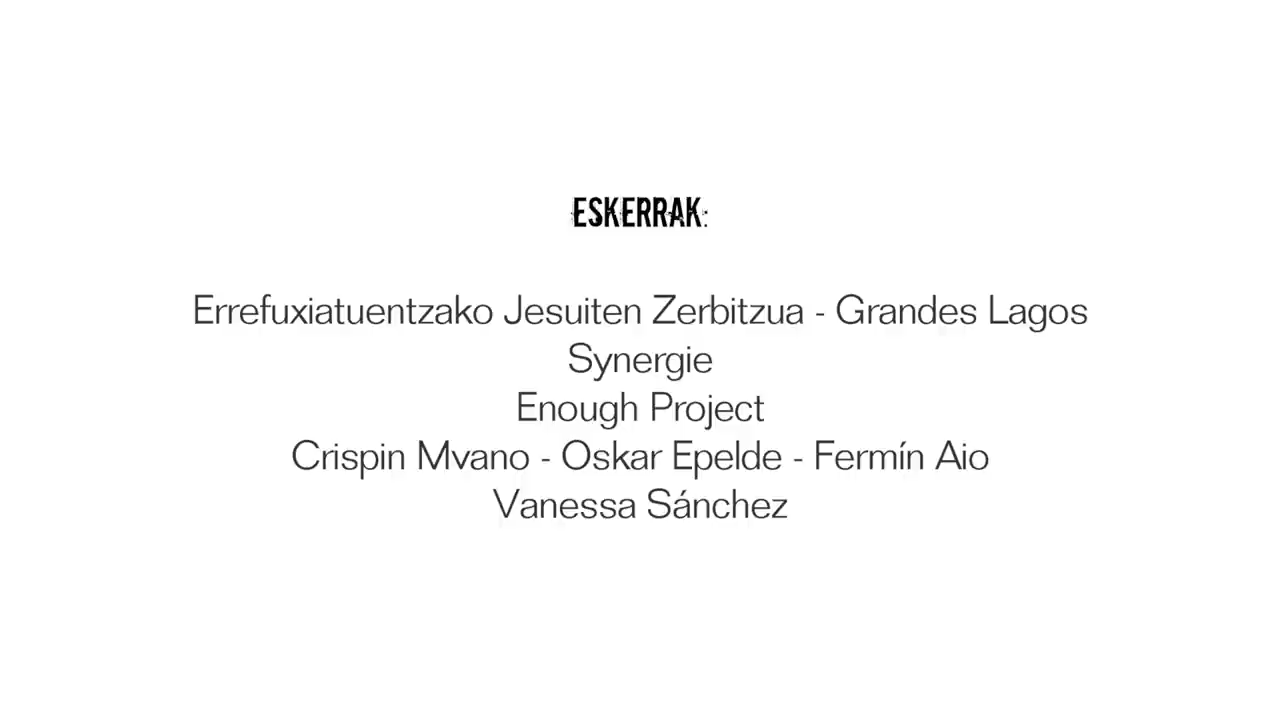 ESKERRAK:
Errefuxiatuentzako Jesuiten Zerbitzua - Grandes Lagos
Synergie
Enough Project
Crispin Mvano - Oskar Epelde - Fermín Aio
Vanessa Sánchez